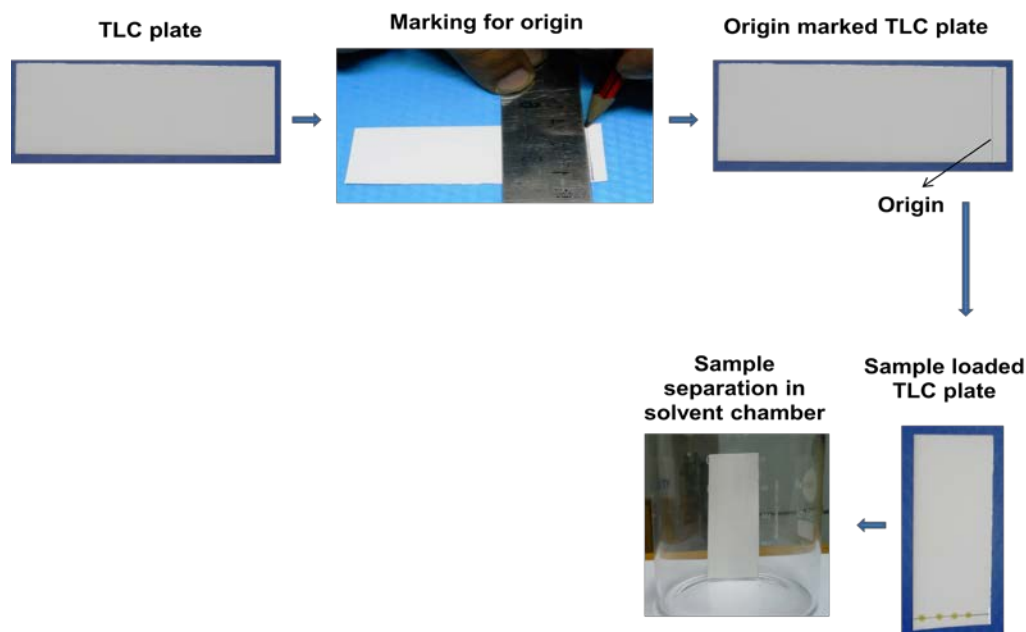 TLC plate
Marking for origin
Origin marked TLC plate
Origin
Sample loaded
TLC plate
Sample
separation in
solvent chamber